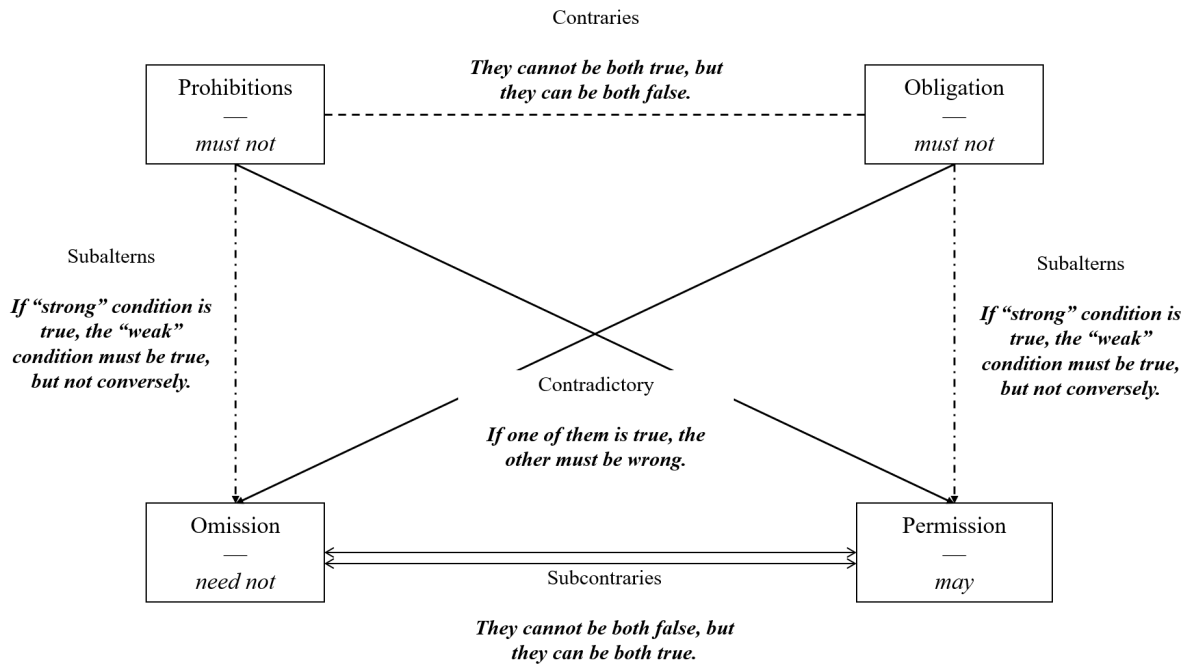 Contraries
They cannot be both true, but
they can be both false.
Prohibitions
—
must not
Obligation
—
must not
Subalterns
If “strong” condition is
true, the “weak”
condition must be true,
but not conversely.
Subalterns
If “strong” condition is
true, the “weak”
condition must be true,
but not conversely.
Contradictory
If one of them is true, the
other must be wrong.
Omission
—
need not
Permission
—
may
Subcontraries
They cannot be both false, but
they can be both true.